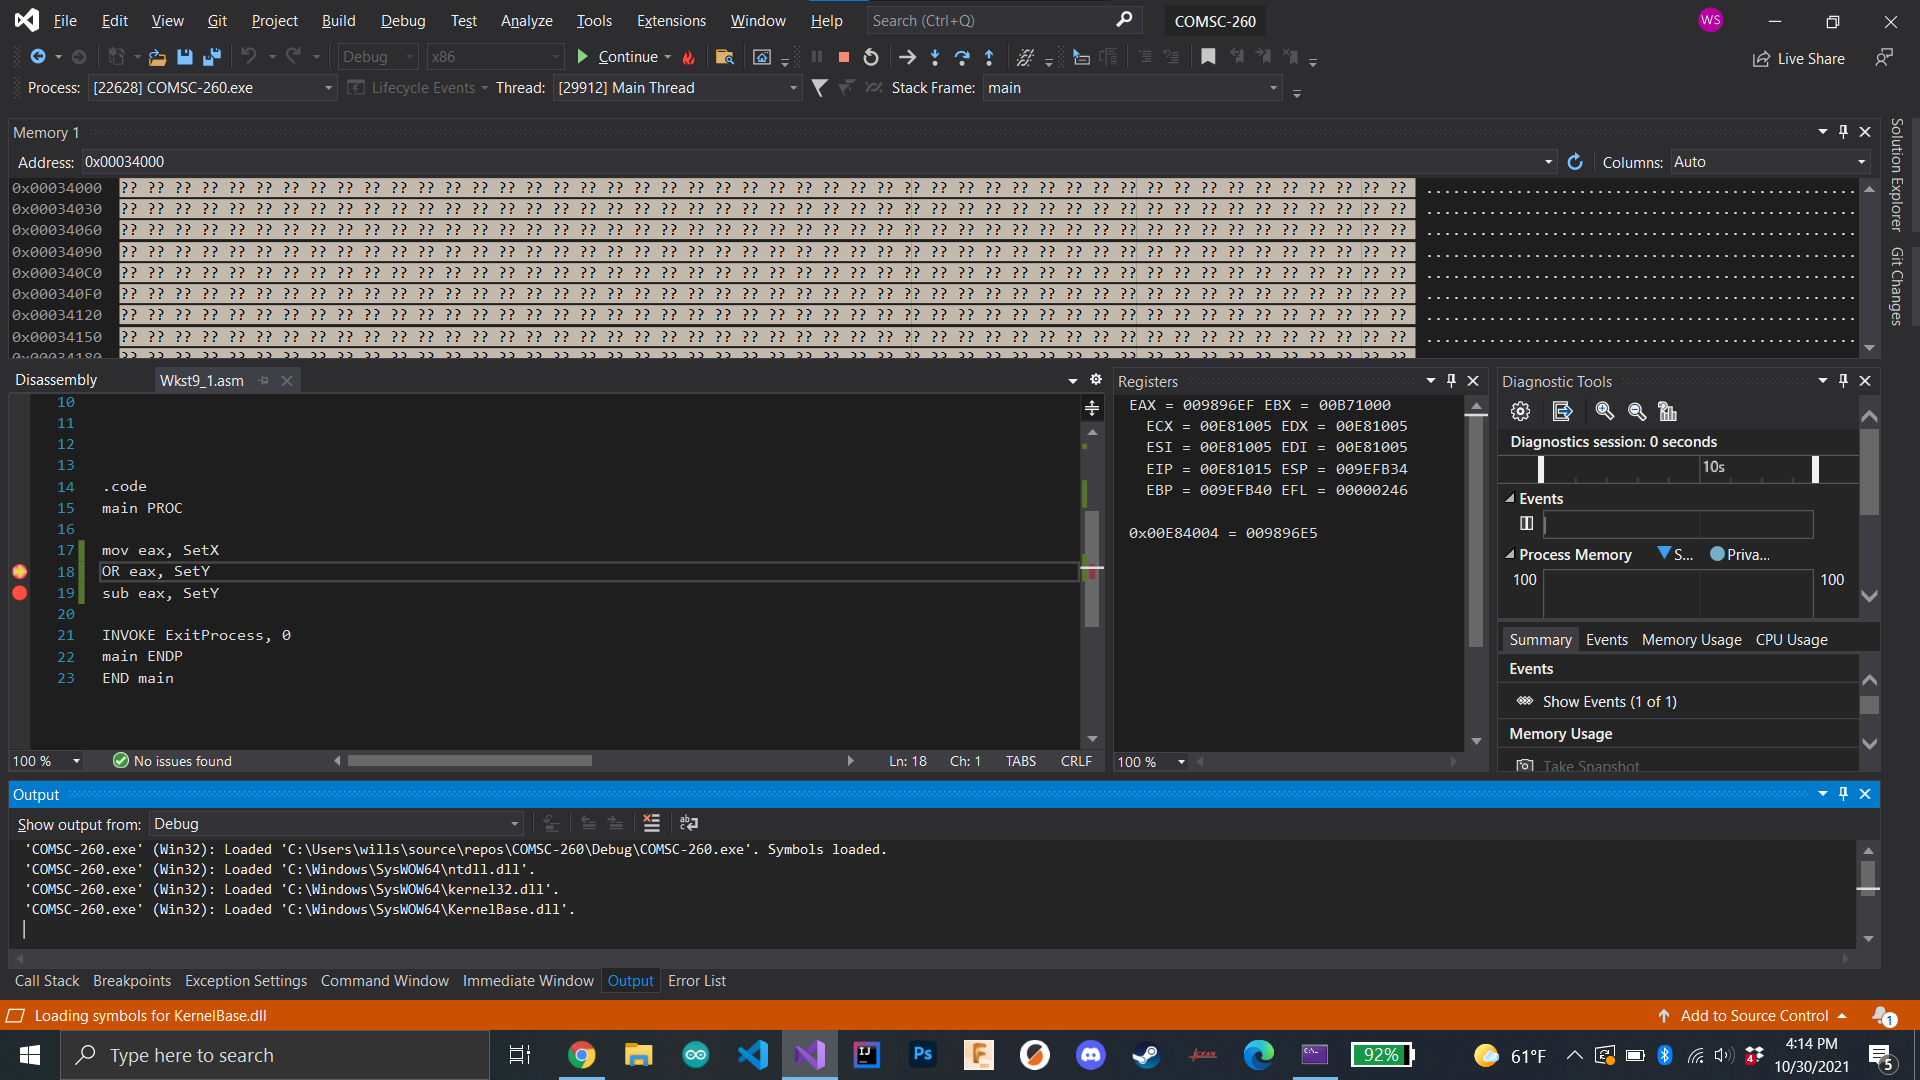 File Edit View Git Project Build Debug Test Analyze Tools Extensions Window Help Search (Ctrl+Q) COMSC-260 WS
Debug x86 Continue Live Share
Process: [22628] COMSC-260.exe Lifecycle Events Thread: [29912] Main Thread Stack Frame: main
Memory 1
Address: 0x00034000 Columns: Auto
0x00034000 ?? ?? ?? ?? ?? ?? ?? ?? ?? ?? ?? ?? ?? ?? ?? ?? ?? ?? ?? ?? ?? ?? ?? ?? ?? ?? ?? ?? ?? ?? ?? ?? ?? ?? ?? ?? ?? ?? ?? ?? ?? ?? ?? ?? ?? ?? ?? ?? ................................................
0x00034030 ?? ?? ?? ?? ?? ?? ?? ?? ?? ?? ?? ?? ?? ?? ?? ?? ?? ?? ?? ?? ?? ?? ?? ?? ?? ?? ?? ?? ?? ?? ?? ?? ?? ?? ?? ?? ?? ?? ?? ?? ?? ?? ?? ?? ?? ?? ?? ?? ................................................
0x00034060 ?? ?? ?? ?? ?? ?? ?? ?? ?? ?? ?? ?? ?? ?? ?? ?? ?? ?? ?? ?? ?? ?? ?? ?? ?? ?? ?? ?? ?? ?? ?? ?? ?? ?? ?? ?? ?? ?? ?? ?? ?? ?? ?? ?? ?? ?? ?? ?? ................................................
0x00034090 ?? ?? ?? ?? ?? ?? ?? ?? ?? ?? ?? ?? ?? ?? ?? ?? ?? ?? ?? ?? ?? ?? ?? ?? ?? ?? ?? ?? ?? ?? ?? ?? ?? ?? ?? ?? ?? ?? ?? ?? ?? ?? ?? ?? ?? ?? ?? ?? ................................................
0x000340C0 ?? ?? ?? ?? ?? ?? ?? ?? ?? ?? ?? ?? ?? ?? ?? ?? ?? ?? ?? ?? ?? ?? ?? ?? ?? ?? ?? ?? ?? ?? ?? ?? ?? ?? ?? ?? ?? ?? ?? ?? ?? ?? ?? ?? ?? ?? ?? ?? ................................................
0x000340F0 ?? ?? ?? ?? ?? ?? ?? ?? ?? ?? ?? ?? ?? ?? ?? ?? ?? ?? ?? ?? ?? ?? ?? ?? ?? ?? ?? ?? ?? ?? ?? ?? ?? ?? ?? ?? ?? ?? ?? ?? ?? ?? ?? ?? ?? ?? ?? ?? ................................................
0x00034120 ?? ?? ?? ?? ?? ?? ?? ?? ?? ?? ?? ?? ?? ?? ?? ?? ?? ?? ?? ?? ?? ?? ?? ?? ?? ?? ?? ?? ?? ?? ?? ?? ?? ?? ?? ?? ?? ?? ?? ?? ?? ?? ?? ?? ?? ?? ?? ?? ................................................
0x00034150 ?? ?? ?? ?? ?? ?? ?? ?? ?? ?? ?? ?? ?? ?? ?? ?? ?? ?? ?? ?? ?? ?? ?? ?? ?? ?? ?? ?? ?? ?? ?? ?? ?? ?? ?? ?? ?? ?? ?? ?? ?? ?? ?? ?? ?? ?? ?? ?? ................................................
0x00034180
Solution Explorer
Git Changes
Disassembly Wkst9_1.asm
10
11
12
13
14 .code
15 main PROC
16
17 mov eax, SetX
18 OR eax, SetY
19 sub eax, SetY
20
21 INVOKE ExitProcess, 0
22 main ENDP
23 END main
100 % No issues found Ln: 18 Ch: 1 TABS CRLF
Registers
EAX = 009896EF EBX = 00B71000
ECX = 00E81005 EDX = 00E81005
ESI = 00E81005 EDI = 00E81005
EIP = 00E81015 ESP = 009EFB34
EBP = 009EFB40 EFL = 00000246
0x00E84004 = 009896E5
100 %
Diagnostic Tools
Diagnostics session: 0 seconds
10s
Events
Process Memory S... Priva...
100 100
Summary Events Memory Usage CPU Usage
Events
Show Events (1 of 1)
Memory Usage
Take Snapshot
Output
Show output from: Debug
'COMSC-260.exe' (Win32): Loaded 'C:\Users\wills\source\repos\COMSC-260\Debug\COMSC-260.exe'. Symbols loaded.
'COMSC-260.exe' (Win32): Loaded 'C:\Windows\SysWOW64\ntdll.dll'.
'COMSC-260.exe' (Win32): Loaded 'C:\Windows\SysWOW64\kernel32.dll'.
'COMSC-260.exe' (Win32): Loaded 'C:\Windows\SysWOW64\KernelBase.dll'.
Call Stack Breakpoints Exception Settings Command Window Immediate Window Output Error List
Loading symbols for KernelBase.dll Add to Source Control 1
Type here to search IJ Ps F 92% 61°F 4 4:14 PM
10/30/2021 5